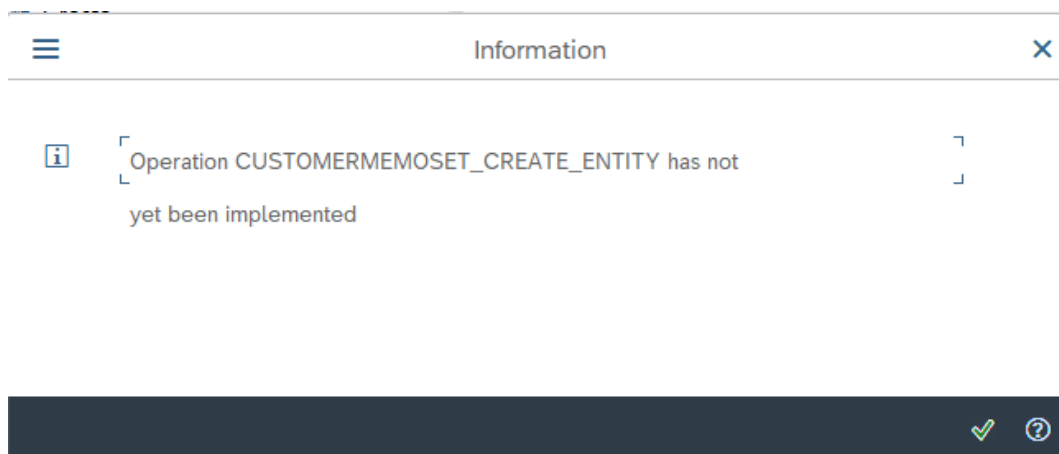 Information
Operation CUSTOMERMEMOSET_CREATE_ENTITY has not
yet been implemented